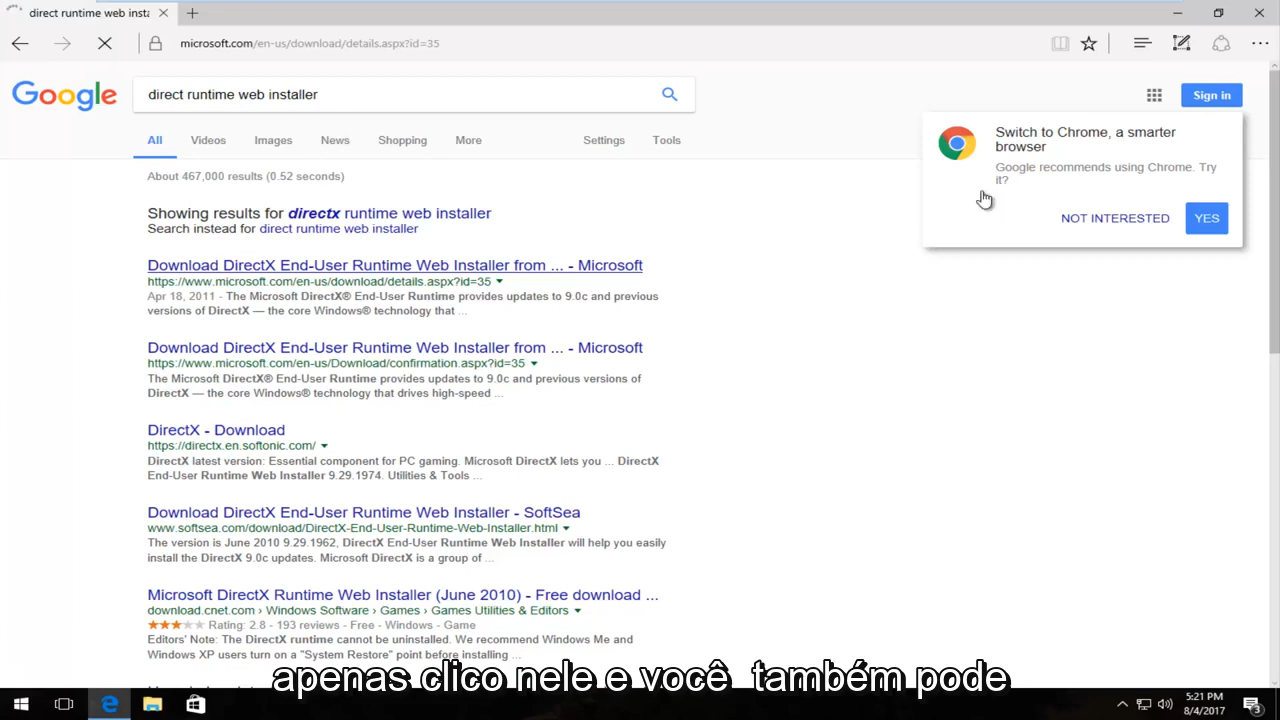 direct runtime web insta
microsoft.com/en-us/download/details.aspx?id=35
Google
direct runtime web installer
Sign in
All Videos Images News Shopping More Settings Tools
Switch to Chrome, a smarter
browser
Google recommends using Chrome. Try
it?
NOT INTERESTED YES
About 467,000 results (0.52 seconds)
Showing results for directx runtime web installer
Search instead for direct runtime web installer
Download DirectX End-User Runtime Web Installer from ... - Microsoft
https://www.microsoft.com/en-us/download/details.aspx?id=35
Apr 18, 2011 - The Microsoft DirectX® End-User Runtime provides updates to 9.0c and previous
versions of DirectX — the core Windows® technology that ...
Download DirectX End-User Runtime Web Installer from ... - Microsoft
https://www.microsoft.com/en-us/Download/confirmation.aspx?id=35
The Microsoft DirectX® End-User Runtime provides updates to 9.0c and previous versions of
DirectX — the core Windows® technology that drives high-speed ...
DirectX - Download
https://directx.en.softonic.com/
DirectX latest version: Essential component for PC gaming. Microsoft DirectX lets you ... DirectX
End-User Runtime Web Installer 9.29.1974. Utilities & Tools ...
Download DirectX End-User Runtime Web Installer - SoftSea
www.softsea.com/download/DirectX-End-User-Runtime-Web-Installer.html
The version is June 2010 9.29.1962, DirectX End-User Runtime Web Installer will help you easily
install the DirectX 9.0c updates. Microsoft DirectX is a group of ...
Microsoft DirectX Runtime Web Installer (June 2010) - Free download ...
download.cnet.com › Windows Software › Games › Games Utilities & Editors
Rating: 2.8 - 193 reviews - Free - Windows - Game
Editors' Note: The DirectX runtime cannot be uninstalled. We recommend Windows Me and
Windows XP users turn on a "System Restore" point before installing ...
apenas clico nele e você também pode
5:21 PM
8/4/2017
3